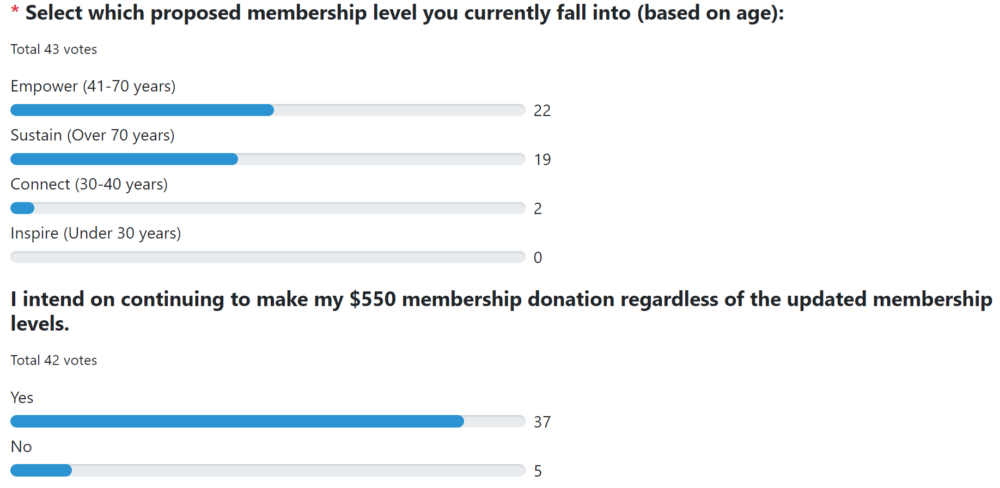 * Select which proposed membership level you currently fall into (based on age):
Total 43 votes
Empower (41-70 years)
22
Sustain (Over 70 years)
19
Connect (30-40 years)
2
Inspire (Under 30 years)
0
I intend on continuing to make my $550 membership donation regardless of the updated membership
levels.
Total 42 votes
Yes
37
No
5